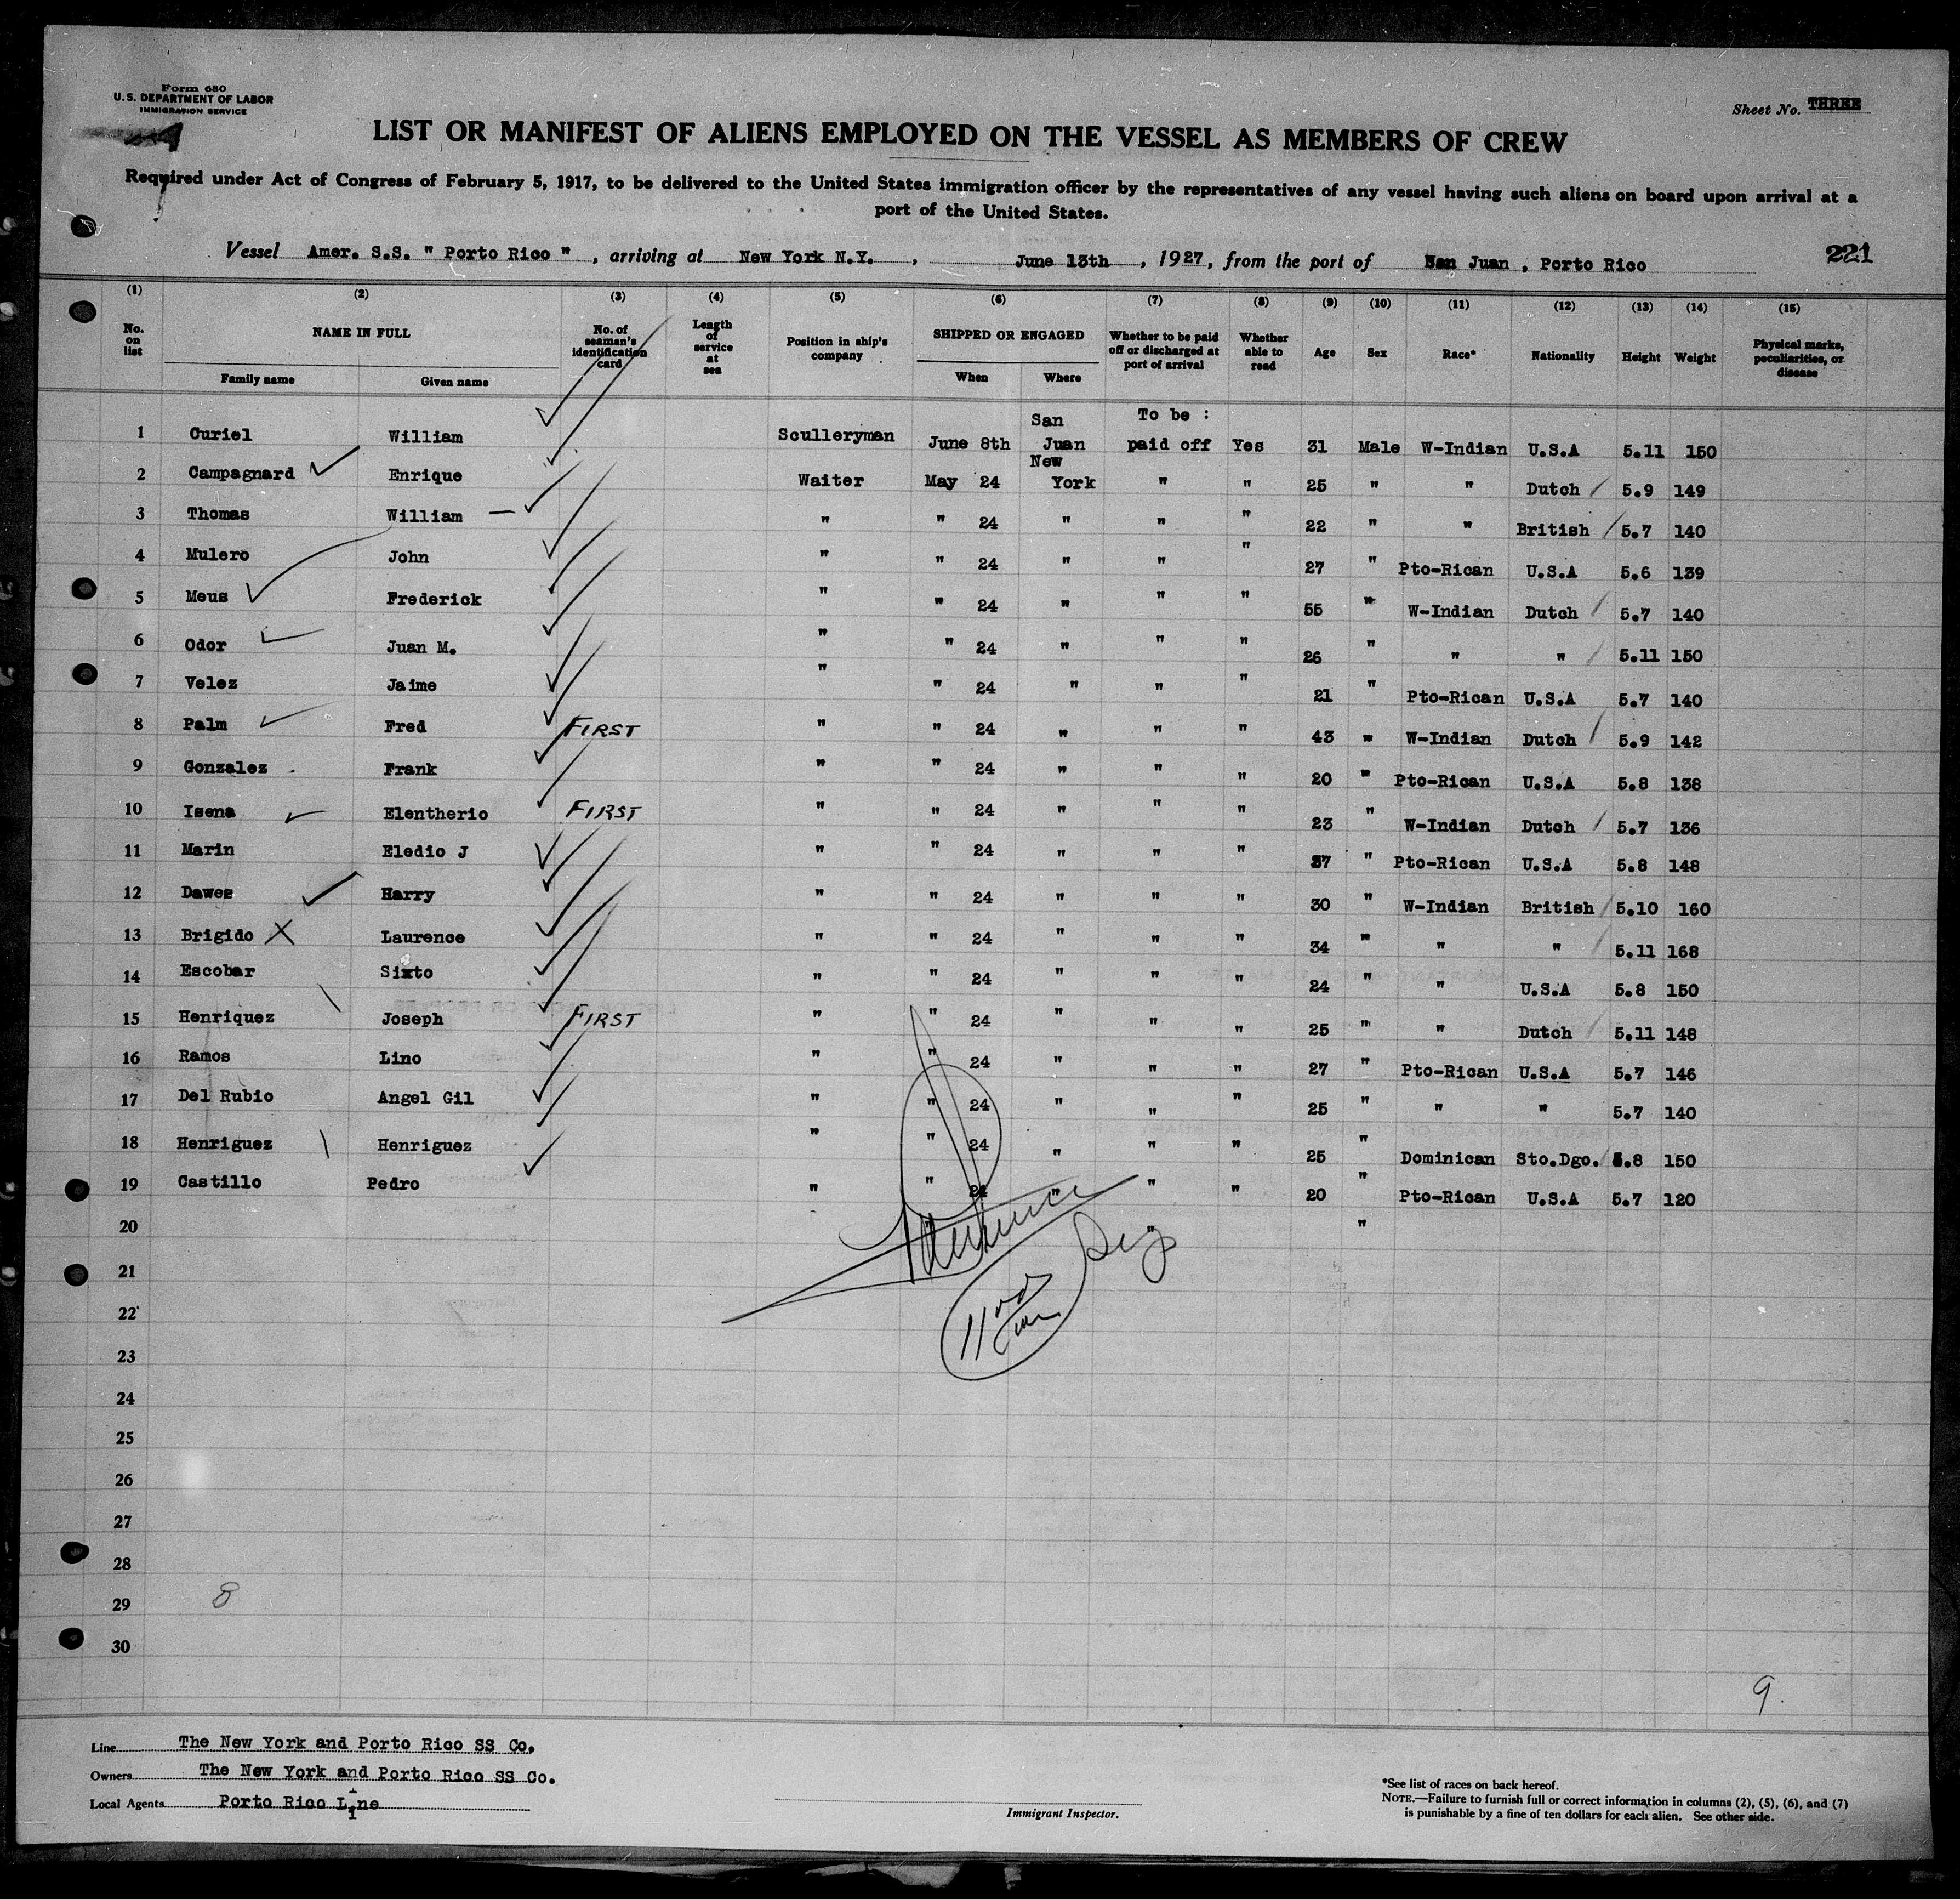 Form 680
U.S. DEPARTMENT OF LABOR
IMMIGRATION SERVICE
Sheet No. THREE
LIST OR MANIFEST OF ALIENS EMPLOYED ON THE VESSEL AS MEMBERS OF CREW
Required under Act of Congress of February 5, 1917, to be delivered to the United States immigration officer by the representatives of any vessel having such aliens on board upon arrival at a
port of the United States.
Vessel Amer. S.S. " Porto Rico " , arriving at New York N.Y. , June 13th , 1927, from the port of San Juan , Porto Rico 221
(1) (2) (3) (4) (5) (6) (7) (8) (9) (10) (11) (12) (13) (14) (15)
No. on list NAME IN FULL Family name Given name No. of seaman's identification card Length of service at sea Position in ship's company SHIPPED OR ENGAGED When Where Whether to be paid off or discharged at port of arrival Whether able to read Age Sex Race* Nationality Height Weight Physical marks, peculiarities, or disease
1 Curiel William Sculleryman June 8th San Juan To be : paid off Yes 31 Male W-Indian U.S.A 5.11 150
2 Campagnard Enrique Waiter May 24 New York " " 25 " " Dutch 5.9 149
3 Thomas William " " 24 " " " 22 " " British 5.7 140
4 Mulero John " " 24 " " " 27 " Pto-Rican U.S.A 5.6 139
5 Meus Frederick " " 24 " " " 55 " W-Indian Dutch 5.7 140
6 Odor Juan M. " " 24 " " " 26 " " " 5.11 150
7 Velez Jaime " " 24 " " " 21 " Pto-Rican U.S.A 5.7 140
8 Palm Fred FIRST " " 24 " " " 43 " W-Indian Dutch 5.9 142
9 Gonzalez Frank " " 24 " " " 20 " Pto-Rican U.S.A 5.8 138
10 Isena Elentherio FIRST " " 24 " " " 23 " W-Indian Dutch 5.7 136
11 Marin Eledio J " " 24 " " " 37 " Pto-Rican U.S.A 5.8 148
12 Dawes Harry " " 24 " " " 30 " W-Indian British 5.10 160
13 Brigido X Laurence " " 24 " " " 34 " " " 5.11 168
14 Escobar Sixto " " 24 " " " 24 " " U.S.A 5.8 150
15 Henriquez Joseph FIRST " " 24 " " " 25 " " Dutch 5.11 148
16 Ramos Lino " " 24 " " " 27 " Pto-Rican U.S.A 5.7 146
17 Del Rubio Angel Gil " " 24 " " " 25 " " " 5.7 140
18 Henriguez Henriguez " " 24 " " " 25 " Dominican Sto.Dgo. 5.8 150
19 Castillo Pedro " " 24 " " " 20 " Pto-Rican U.S.A 5.7 120
20 " " "
21
22
23
24
25
26
27
28
29 8
30
9.
Line The New York and Porto Rico SS Co.
Owners The New York and Porto Rico SS Co.
Local Agents Porto Rico Line
Immigrant Inspector.
*See list of races on back hereof.
NOTE.—Failure to furnish full or correct information in columns (2), (5), (6), and (7)
is punishable by a fine of ten dollars for each alien. See other side.